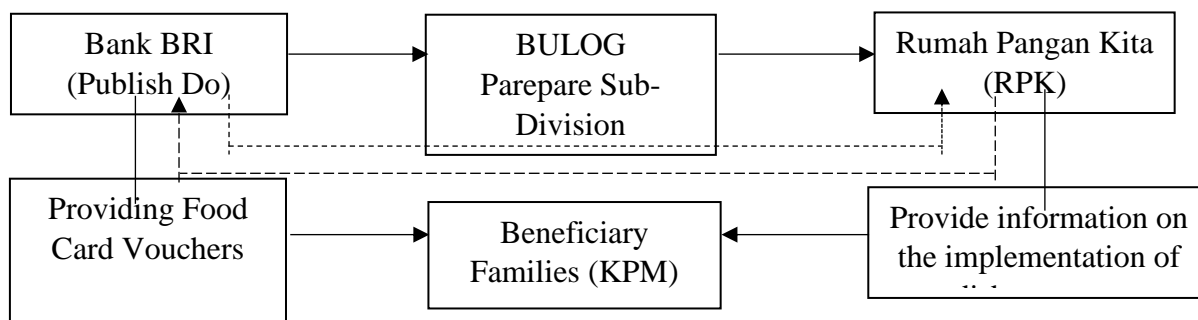 Bank BRI
(Publish Do)
BULOG
Parepare Sub-
Division
Rumah Pangan Kita
(RPK)
Providing Food
Card Vouchers
Beneficiary
Families (KPM)
Provide information on
the implementation of